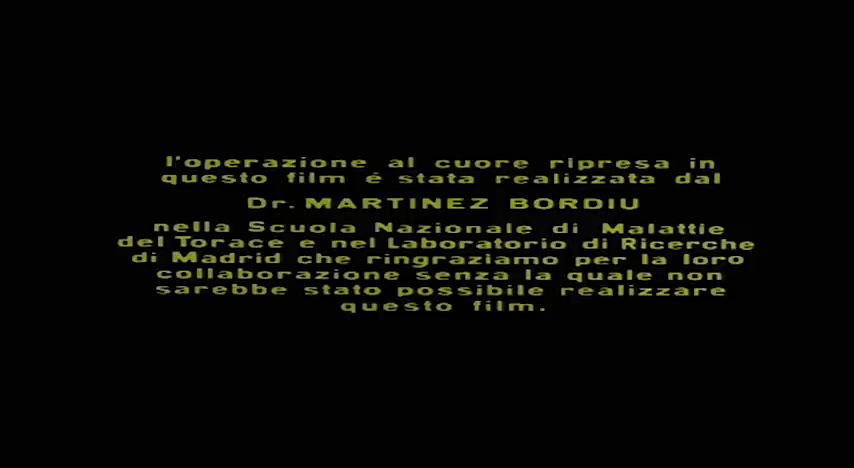 l'operazione al cuore ripresa in
questo film é stata realizzata dal
Dr. MARTINEZ BORDIU
nella Scuola Nazionale di Malattie
del Torace e nel Laboratorio di Ricerche
di Madrid che ringraziamo per la loro
collaborazione senza la quale non
sarebbe stato possibile realizzare
questo film.